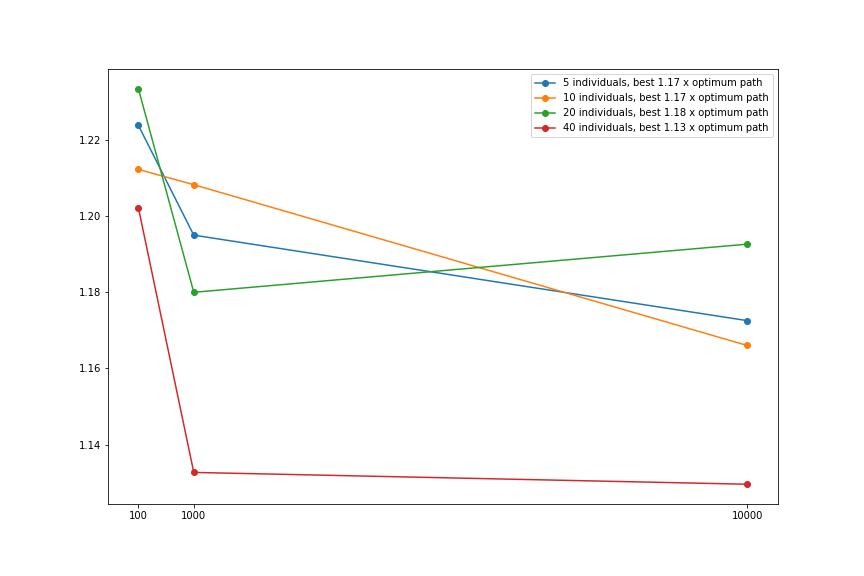 5 individuals, best 1.17 x optimum path
10 individuals, best 1.17 x optimum path
20 individuals, best 1.18 x optimum path
40 individuals, best 1.13 x optimum path
1.22
1.20
1.18
1.16
1.14
100 1000 10000